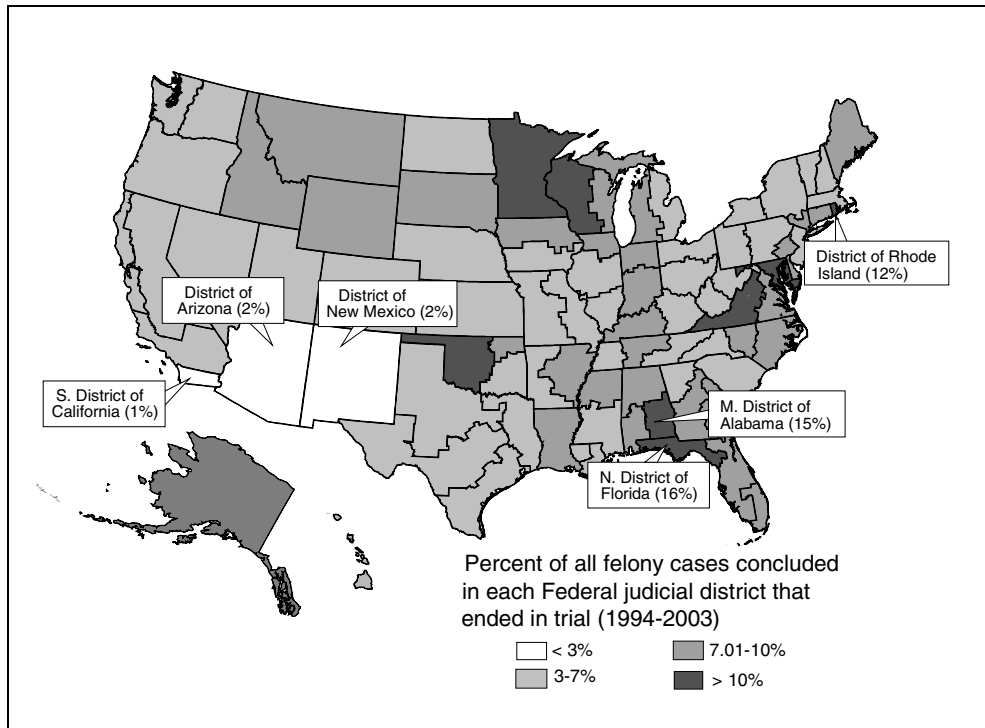 District of Rhode
Island (12%)
District of
Arizona (2%)
District of
New Mexico (2%)
S. District of
California (1%)
M. District of
Alabama (15%)
N. District of
Florida (16%)
Percent of all felony cases concluded
in each Federal judicial district that
ended in trial (1994-2003)
< 3%
7.01-10%
3-7%
> 10%